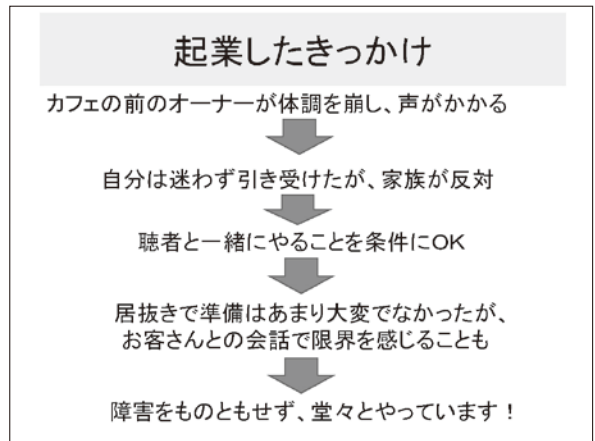 起業したきっかけ
カフェの前のオーナーが体調を崩し、声がかかる
自分は迷わず引き受けたが、家族が反対
聴者と一緒にやることを条件にOK
居抜きで準備はあまり大変でなかったが、
お客さんとの会話で限界を感じることも
障害をものともせず、堂々とやっています！